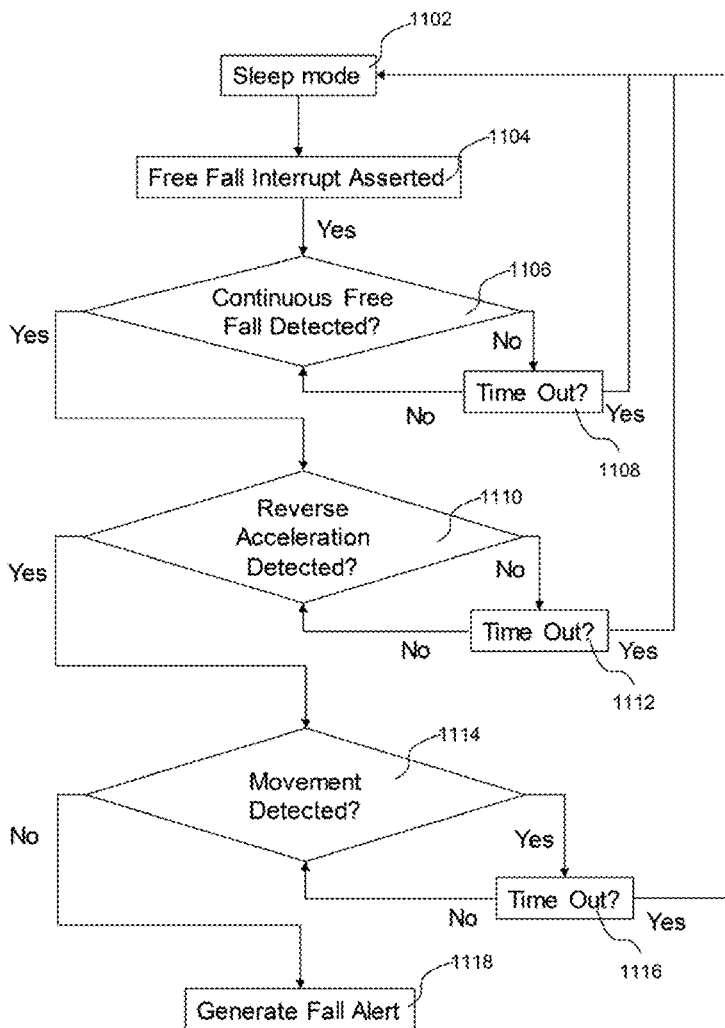 1102
Sleep mode
1104
Free Fall Interrupt Asserted
Yes
1106
Continuous Free
Fall Detected?
Yes
No
Time Out?
No
Yes
1108
1110
Reverse
Acceleration
Detected?
Yes
No
Time Out?
No
Yes
1112
1114
Movement
Detected?
No
Yes
Time Out?
No
Yes
1116
1118
Generate Fall Alert